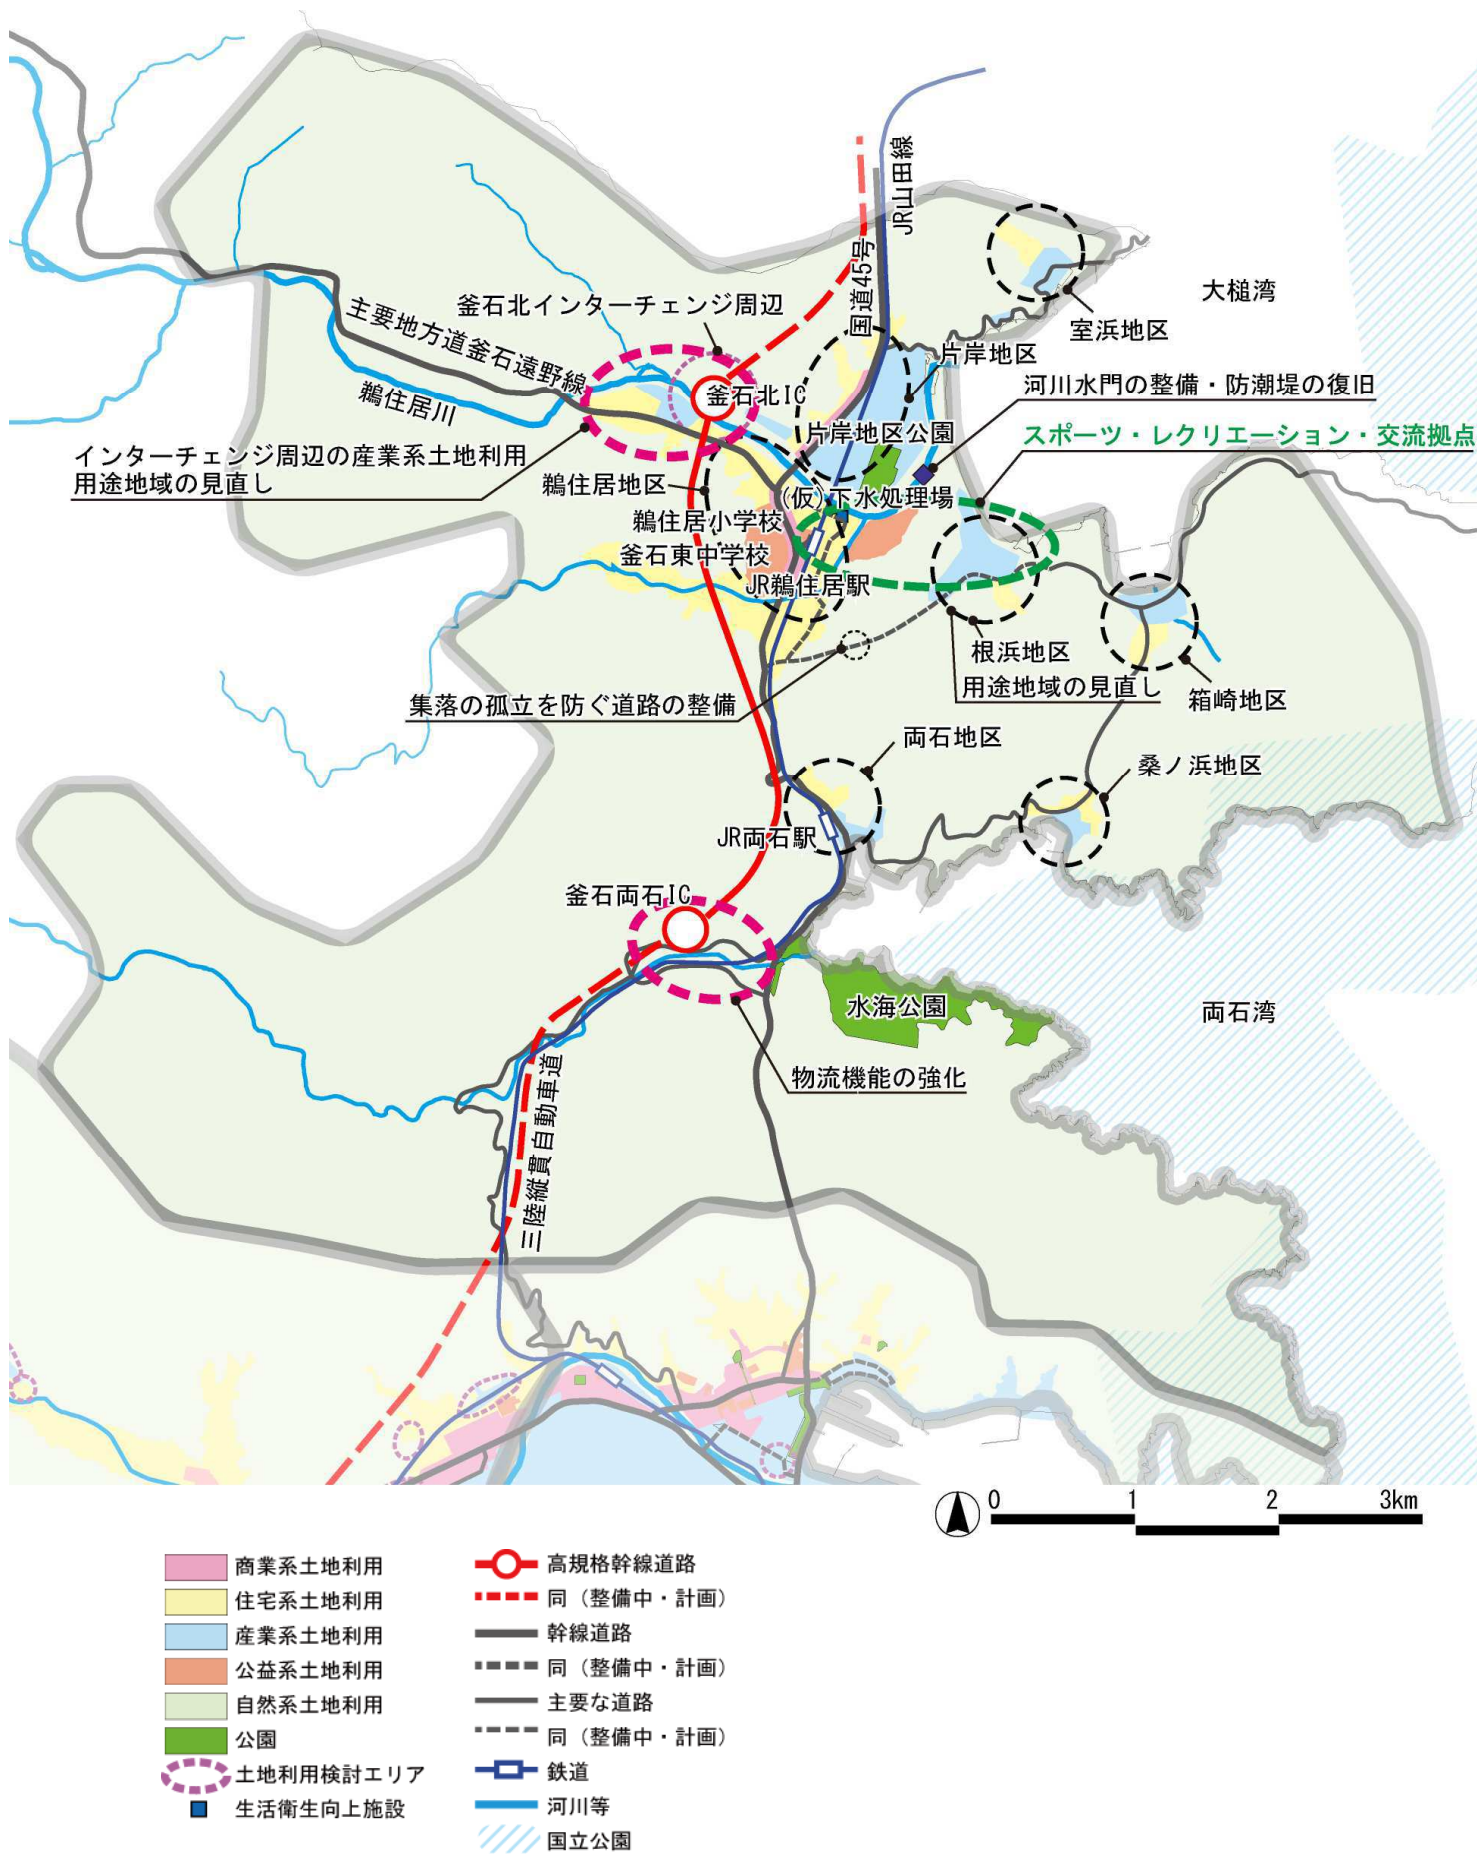 JR山田線
国道45号
大槌湾
室浜地区
釜石北インターチェンジ周辺
主要地方道釜石遠野線
片岸地区
河川水門の整備・防潮堤の復旧
釜石北IC
鵜住居川
片岸地区公園
スポーツ・レクリエーション・交流拠点
インターチェンジ周辺の産業系土地利用
用途地域の見直し
鵜住居地区
(仮)下水処理場
鵜住居小学校
釜石東中学校
JR鵜住居駅
根浜地区
用途地域の見直し
箱崎地区
集落の孤立を防ぐ道路の整備
両石地区
桑ノ浜地区
JR両石駅
釜石両石IC
水海公園
両石湾
物流機能の強化
三陸縦貫自動車道
0 1 2 3km
商業系土地利用
住宅系土地利用
産業系土地利用
公益系土地利用
自然系土地利用
公園
土地利用検討エリア
生活衛生向上施設
高規格幹線道路
同（整備中・計画）
幹線道路
同（整備中・計画）
主要な道路
同（整備中・計画）
鉄道
河川等
国立公園